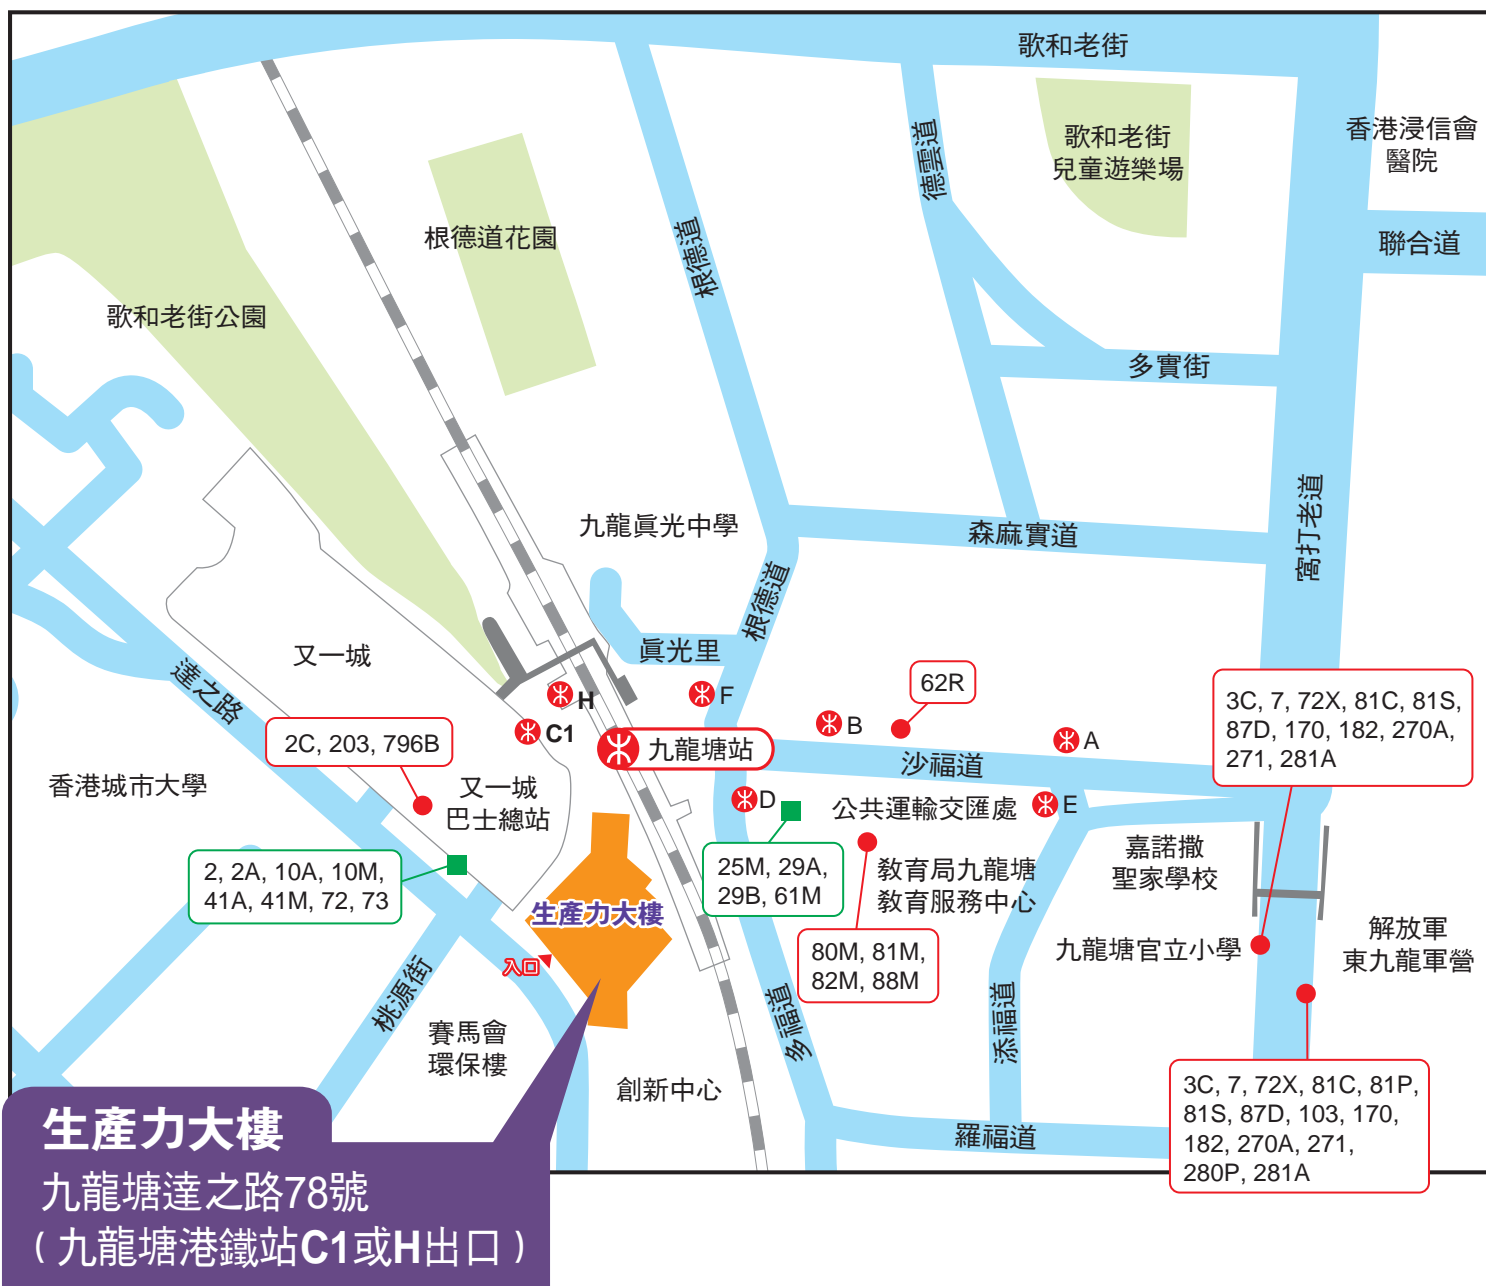 歌和老街
香港浸信會
醫院
歌和老街
兒童遊樂場
德雲道
聯合道
根德道花園
根德道
歌和老街公園
多實街
窩打老道
九龍眞光中學
森麻實道
根德道
眞光里
又一城
達之路
H
F
62R
3C, 7, 72X, 81C, 81S,
87D, 170, 182, 270A,
271, 281A
2C, 203, 796B
C1
九龍塘站
B
A
沙福道
香港城市大學
又一城
巴士總站
D
公共運輸交匯處
E
2, 2A, 10A, 10M,
41A, 41M, 72, 73
25M, 29A,
29B, 61M
教育局九龍塘
教育服務中心
嘉諾撒
聖家學校
生產力大樓
入口
80M, 81M,
82M, 88M
九龍塘官立小學
解放軍
東九龍軍營
桃源街
賽馬會
環保樓
多福道
添福道
創新中心
羅福道
3C, 7, 72X, 81C, 81P,
81S, 87D, 103, 170,
182, 270A, 271,
280P, 281A
生產力大樓
九龍塘達之路78號
(九龍塘港鐵站C1或H出口)